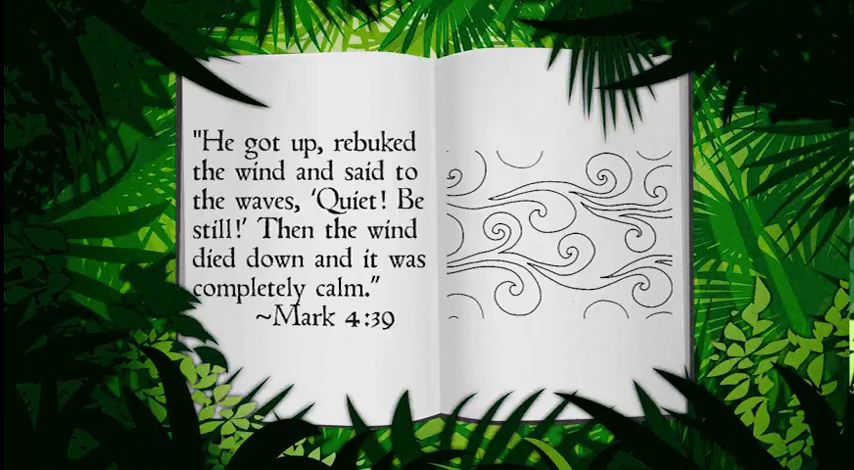 "He got up, rebuked
the wind and said to
the waves, ‘Quiet! Be
still!’ Then the wind
died down and it was
completely calm.”
~Mark 4:39